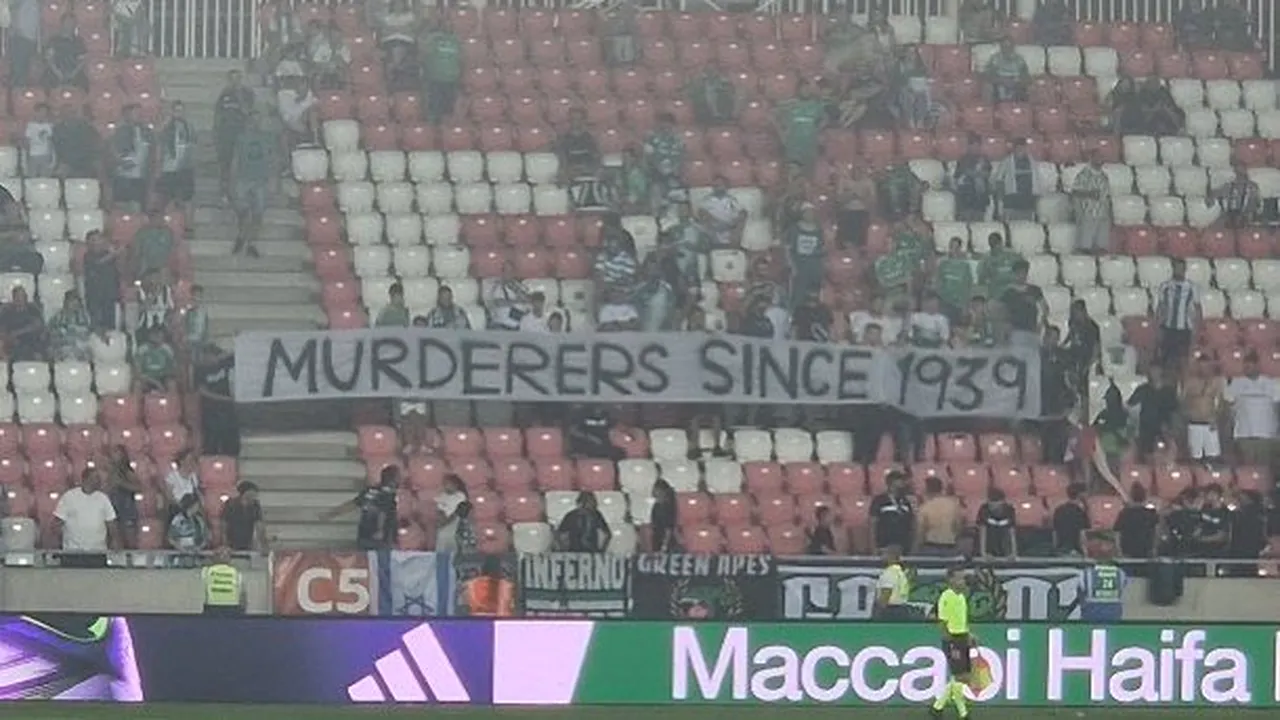 MURDERERS SINCE 1939
C5
INFERNO
GREEN APES
Maccabi Haifa